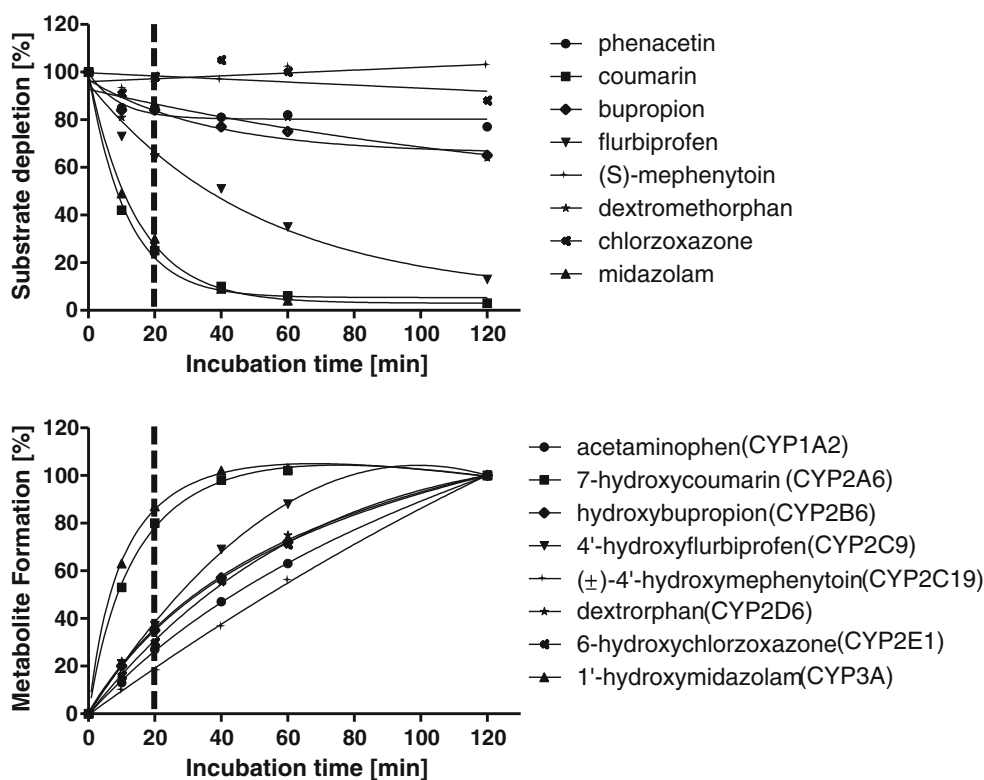 Substrate depletion [%]
120
100
80
60
40
20
0
0 20 40 60 80 100 120
Incubation time [min]
phenacetin
coumarin
bupropion
flurbiprofen
(S)-mephenytoin
dextromethorphan
chlorzoxazone
midazolam
Metabolite Formation [%]
120
100
80
60
40
20
0
0 20 40 60 80 100 120
Incubation time [min]
acetaminophen(CYP1A2)
7-hydroxycoumarin (CYP2A6)
hydroxybupropion(CYP2B6)
4'-hydroxyflurbiprofen(CYP2C9)
(±)-4'-hydroxymephenytoin(CYP2C19)
dextrorphan(CYP2D6)
6-hydroxychlorzoxazone(CYP2E1)
1'-hydroxymidazolam(CYP3A)